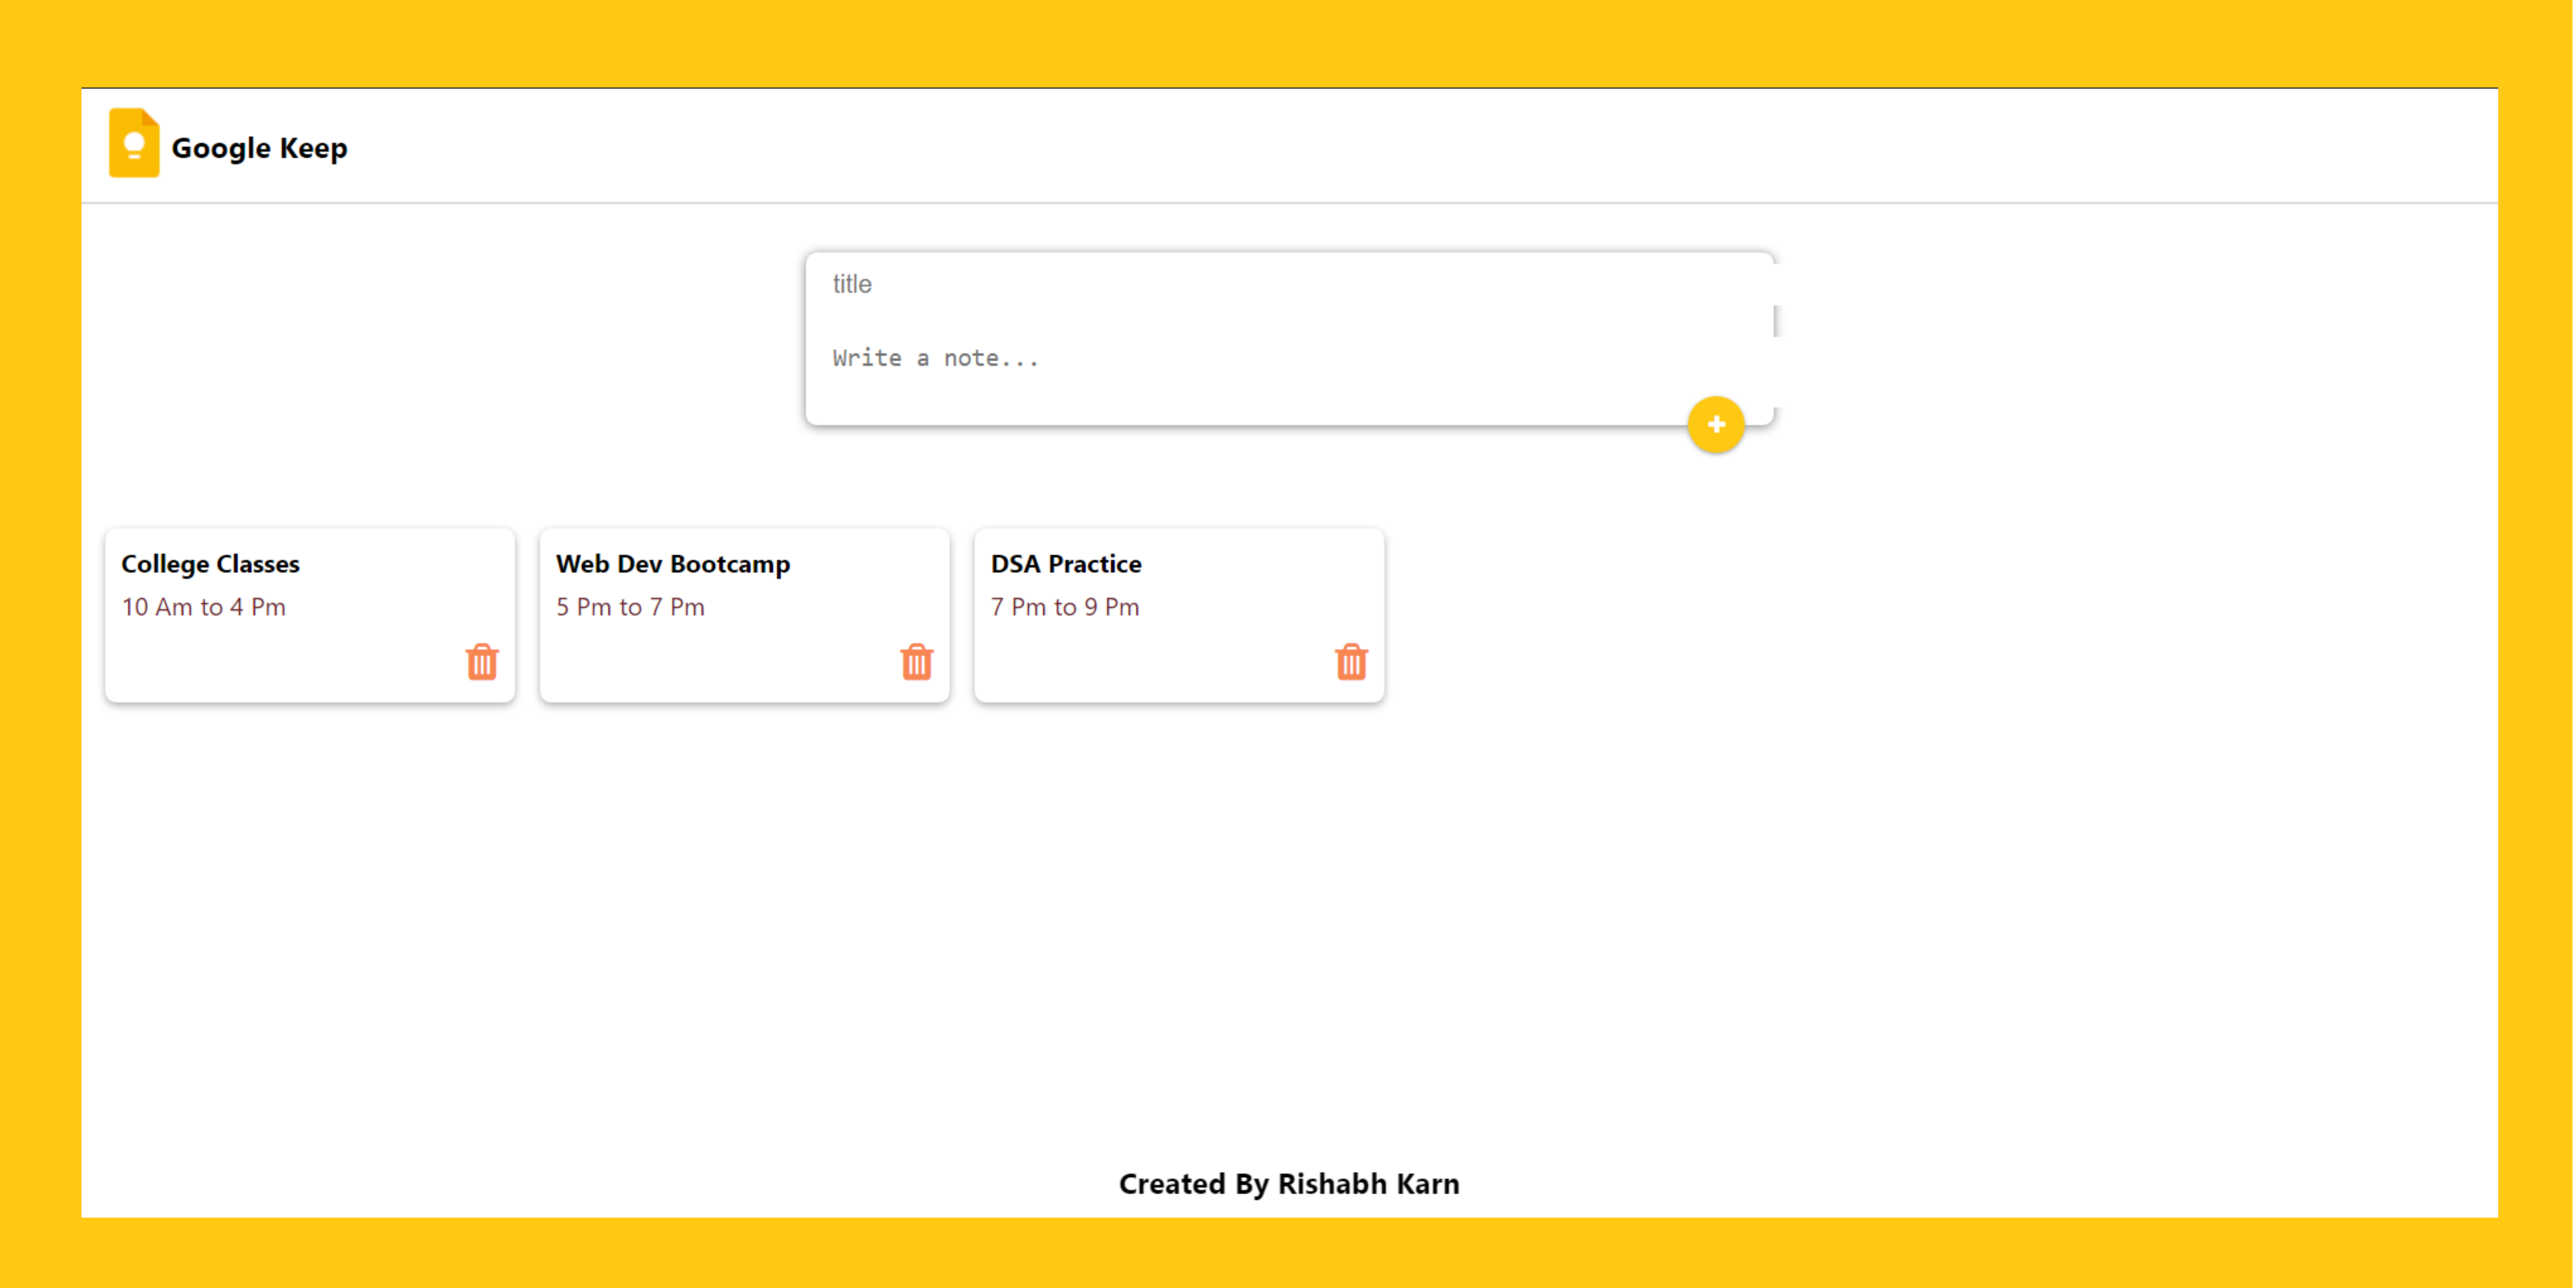 Google Keep
title
Write a note...
College Classes
10 Am to 4 Pm
Web Dev Bootcamp
5 Pm to 7 Pm
DSA Practice
7 Pm to 9 Pm
Created By Rishabh Karn